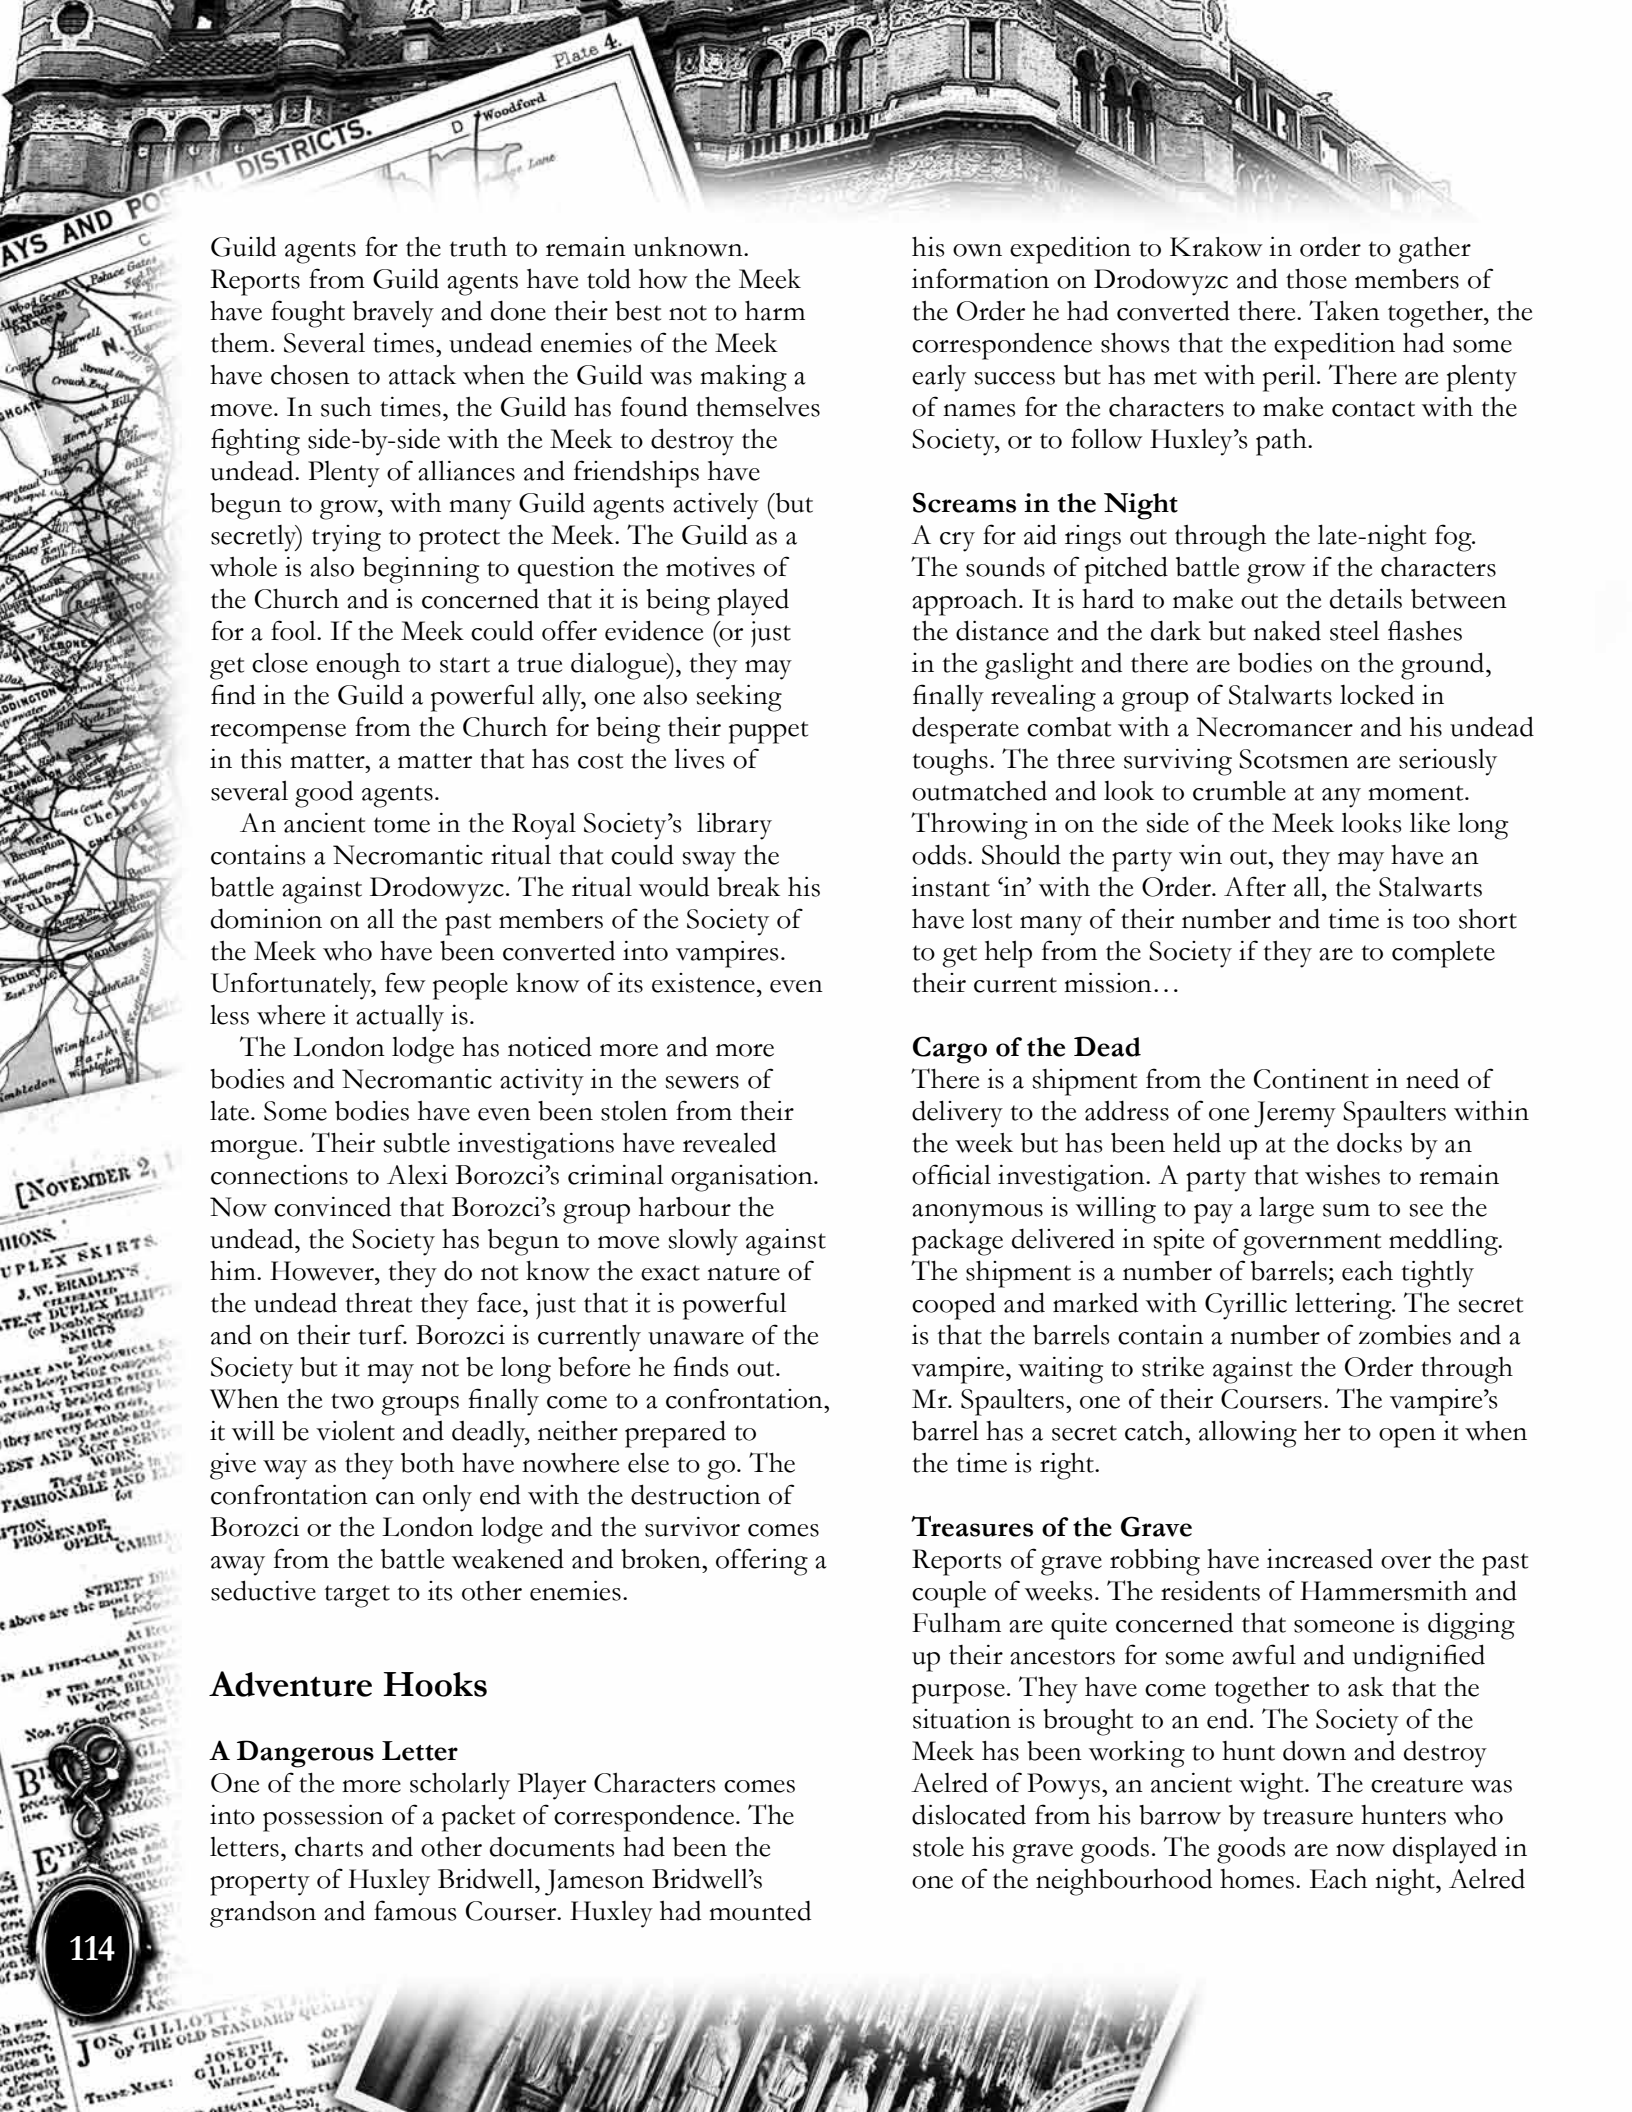 Plate 4.
Woodford
D
DISTRICTS.
AYS AND PO
C
Guild agents for the truth to remain unknown.
Reports from Guild agents have told how the Meek
have fought bravely and done their best not to harm
them. Several times, undead enemies of the Meek
have chosen to attack when the Guild was making a
move. In such times, the Guild has found themselves
fighting side-by-side with the Meek to destroy the
undead. Plenty of alliances and friendships have
begun to grow, with many Guild agents actively (but
secretly) trying to protect the Meek. The Guild as a
whole is also beginning to question the motives of
the Church and is concerned that it is being played
for a fool. If the Meek could offer evidence (or just
get close enough to start a true dialogue), they may
find in the Guild a powerful ally, one also seeking
recompense from the Church for being their puppet
in this matter, a matter that has cost the lives of
several good agents.
An ancient tome in the Royal Society's library
contains a Necromantic ritual that could sway the
battle against Drodowyzc. The ritual would break his
dominion on all the past members of the Society of
the Meek who have been converted into vampires.
Unfortunately, few people know of its existence, even
less where it actually is.
The London lodge has noticed more and more
bodies and Necromantic activity in the sewers of
late. Some bodies have even been stolen from their
morgue. Their subtle investigations have revealed
connections to Alexi Borozci's criminal organisation.
Now convinced that Borozci's group harbour the
undead, the Society has begun to move slowly against
him. However, they do not know the exact nature of
the undead threat they face, just that it is powerful
and on their turf. Borozci is currently unaware of the
Society but it may not be long before he finds out.
When the two groups finally come to a confrontation,
it will be violent and deadly, neither prepared to
give way as they both have nowhere else to go. The
confrontation can only end with the destruction of
Borozci or the London lodge and the survivor comes
away from the battle weakened and broken, offering a
seductive target to its other enemies.
Adventure Hooks
A Dangerous Letter
One of the more scholarly Player Characters comes
into possession of a packet of correspondence. The
letters, charts and other documents had been the
property of Huxley Bridwell, Jameson Bridwell's
grandson and famous Courser. Huxley had mounted
his own expedition to Krakow in order to gather
information on Drodowyzc and those members of
the Order he had converted there. Taken together, the
correspondence shows that the expedition had some
early success but has met with peril. There are plenty
of names for the characters to make contact with the
Society, or to follow Huxley's path.
Screams in the Night
A cry for aid rings out through the late-night fog.
The sounds of pitched battle grow if the characters
approach. It is hard to make out the details between
the distance and the dark but naked steel flashes
in the gaslight and there are bodies on the ground,
finally revealing a group of Stalwarts locked in
desperate combat with a Necromancer and his undead
toughs. The three surviving Scotsmen are seriously
outmatched and look to crumble at any moment.
Throwing in on the side of the Meek looks like long
odds. Should the party win out, they may have an
instant 'in' with the Order. After all, the Stalwarts
have lost many of their number and time is too short
to get help from the Society if they are to complete
their current mission…
Cargo of the Dead
There is a shipment from the Continent in need of
delivery to the address of one Jeremy Spaulters within
the week but has been held up at the docks by an
official investigation. A party that wishes to remain
anonymous is willing to pay a large sum to see the
package delivered in spite of government meddling.
The shipment is a number of barrels; each tightly
cooped and marked with Cyrillic lettering. The secret
is that the barrels contain a number of zombies and a
vampire, waiting to strike against the Order through
Mr. Spaulters, one of their Coursers. The vampire's
barrel has a secret catch, allowing her to open it when
the time is right.
Treasures of the Grave
Reports of grave robbing have increased over the past
couple of weeks. The residents of Hammersmith and
Fulham are quite concerned that someone is digging
up their ancestors for some awful and undignified
purpose. They have come together to ask that the
situation is brought to an end. The Society of the
Meek has been working to hunt down and destroy
Aelred of Powys, an ancient wight. The creature was
dislocated from his barrow by treasure hunters who
stole his grave goods. The goods are now displayed in
one of the neighbourhood homes. Each night, Aelred
[NOVEMBER 2,
UPLEX SKIRTS
J. W. BRADLEY'S
114
JOS. GILLOTT'S
OF THE OLD STANDARD QUALITY
JOSEPH
GILLOTT,
Warranted.
TRADE MARK: